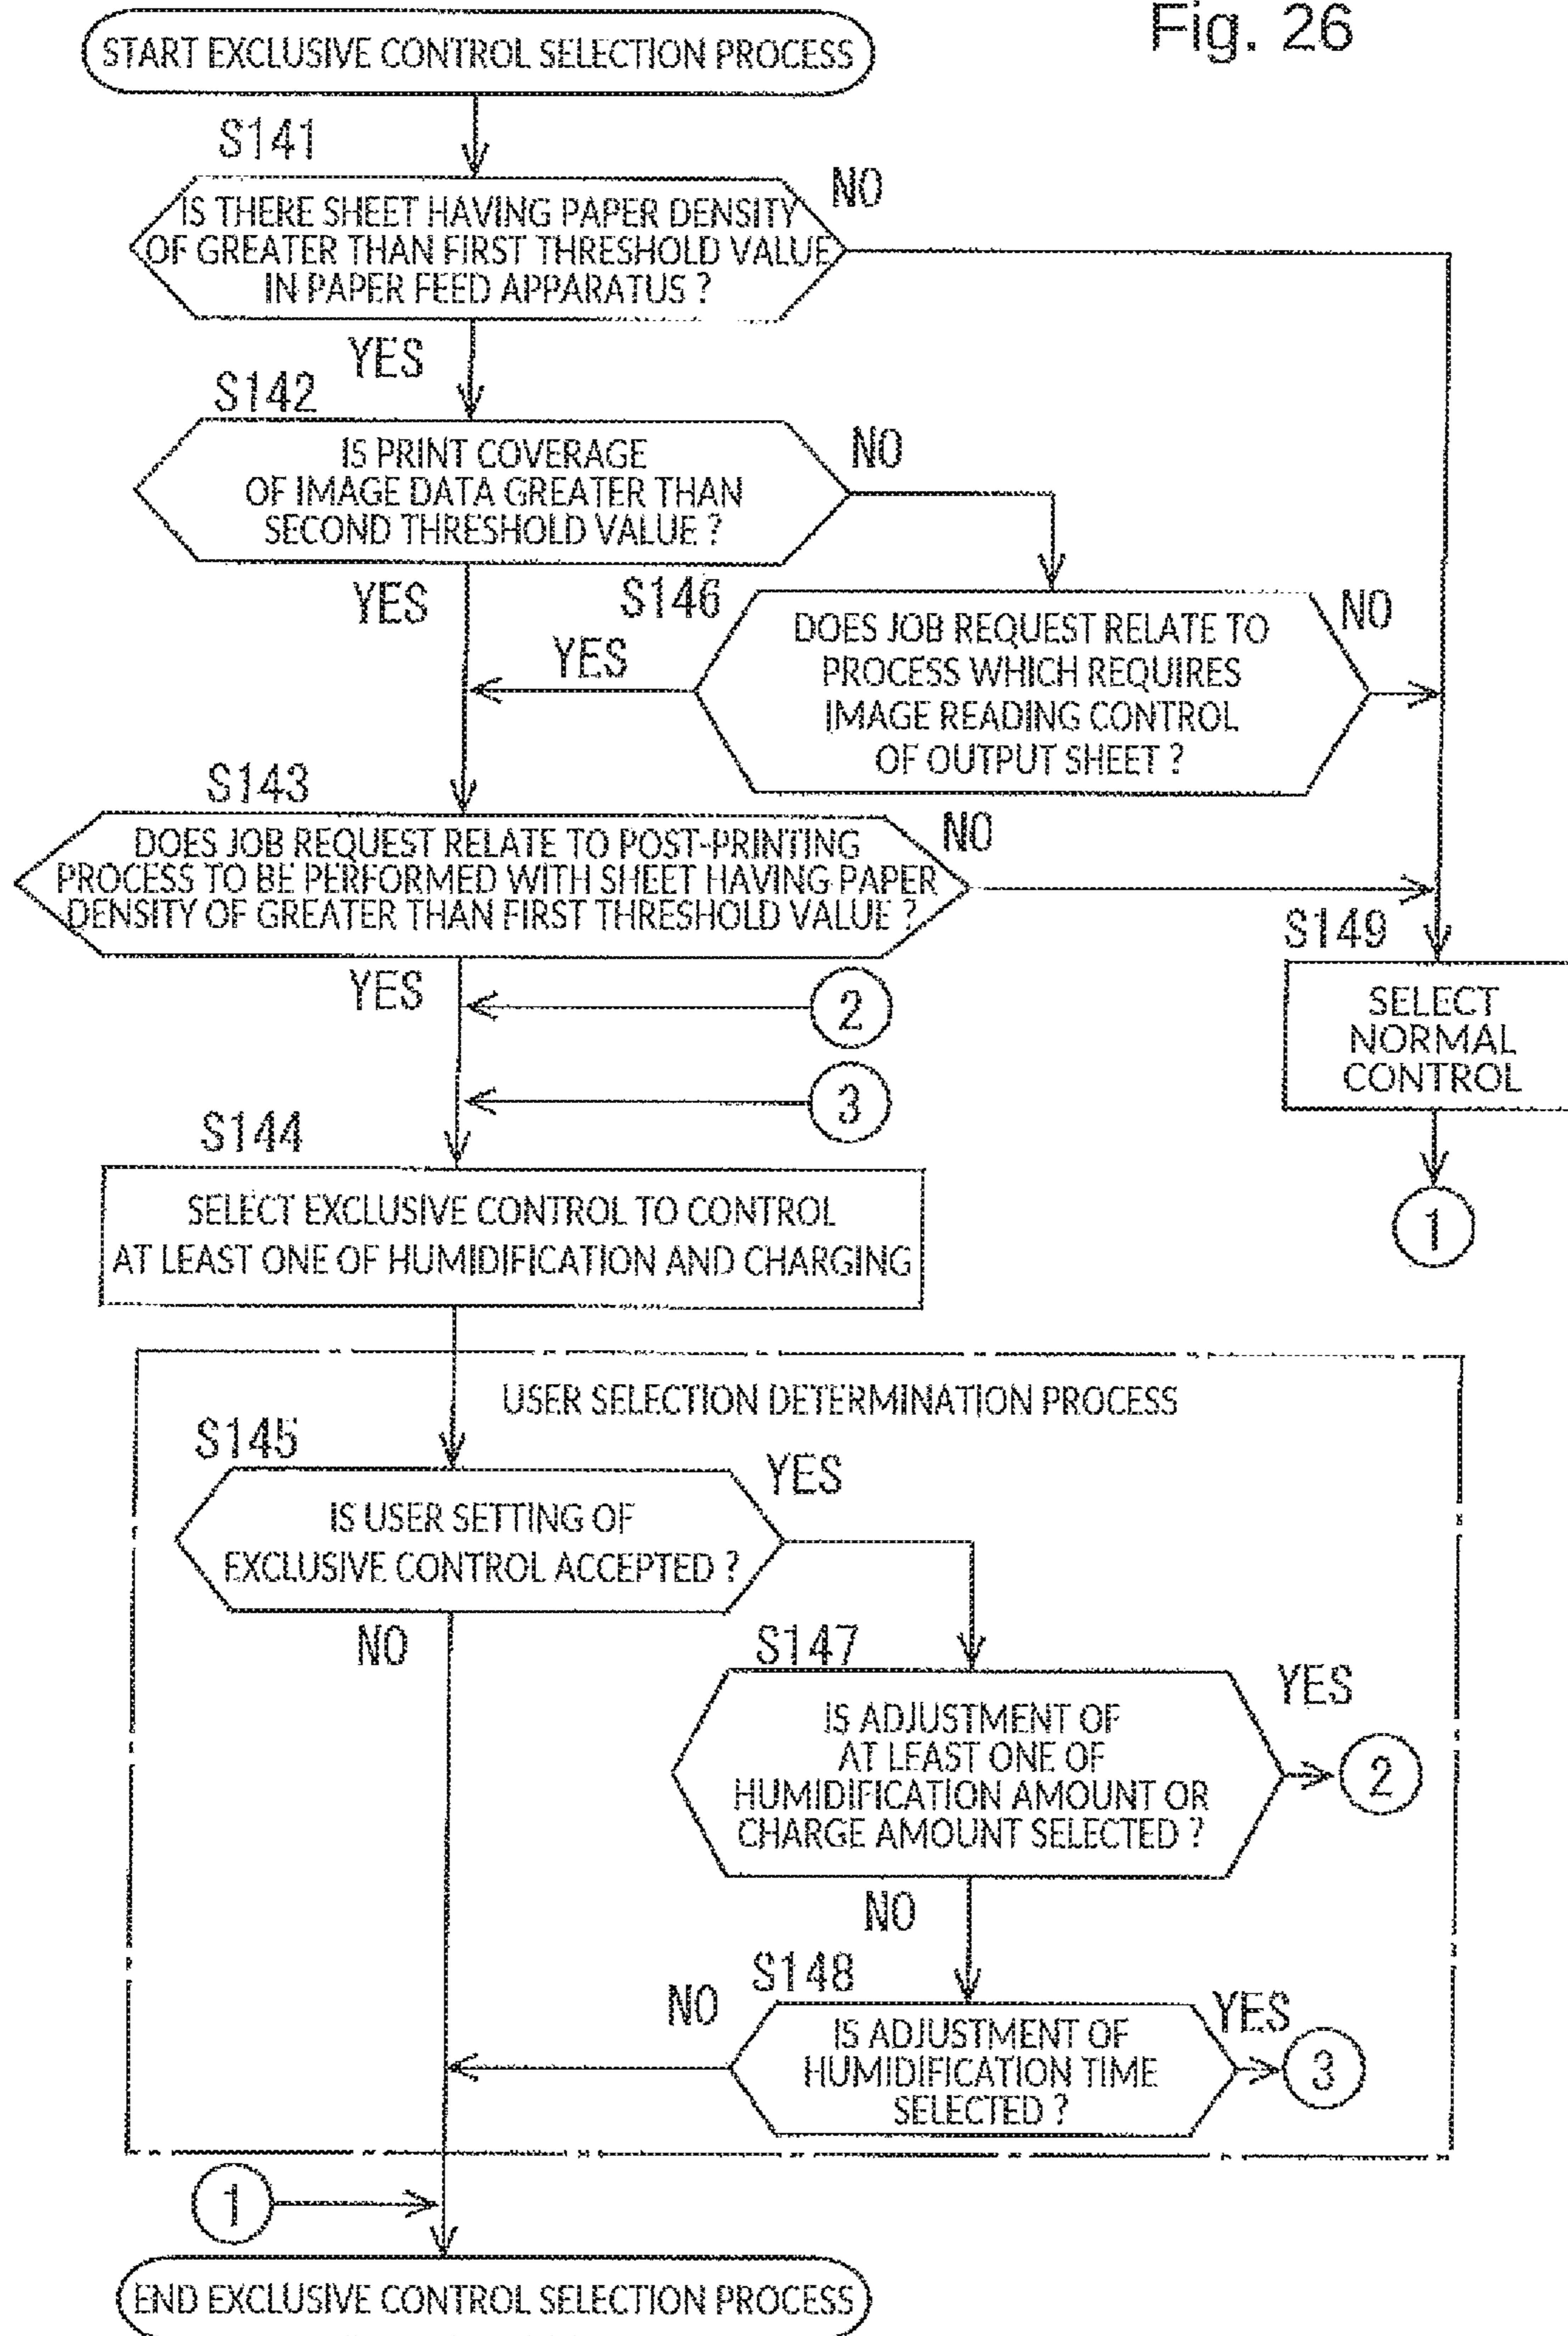 Fig. 26
START EXCLUSIVE CONTROL SELECTION PROCESS
S141
IS THERE SHEET HAVING PAPER DENSITY
OF GREATER THAN FIRST THRESHOLD VALUE
IN PAPER FEED APPARATUS ?
NO
YES
S142
IS PRINT COVERAGE
OF IMAGE DATA GREATER THAN
SECOND THRESHOLD VALUE ?
NO
YES
S146
DOES JOB REQUEST RELATE TO
PROCESS WHICH REQUIRES
IMAGE READING CONTROL
OF OUTPUT SHEET ?
NO
YES
S143
DOES JOB REQUEST RELATE TO POST-PRINTING
PROCESS TO BE PERFORMED WITH SHEET HAVING PAPER
DENSITY OF GREATER THAN FIRST THRESHOLD VALUE ?
NO
S149
SELECT
NORMAL
CONTROL
1
YES
2
3
S144
SELECT EXCLUSIVE CONTROL TO CONTROL
AT LEAST ONE OF HUMIDIFICATION AND CHARGING
USER SELECTION DETERMINATION PROCESS
S145
IS USER SETTING OF
EXCLUSIVE CONTROL ACCEPTED ?
YES
NO
S147
IS ADJUSTMENT OF
AT LEAST ONE OF
HUMIDIFICATION AMOUNT OR
CHARGE AMOUNT SELECTED ?
YES
2
NO
S148
IS ADJUSTMENT OF
HUMIDIFICATION TIME
SELECTED ?
NO
YES
3
1
END EXCLUSIVE CONTROL SELECTION PROCESS